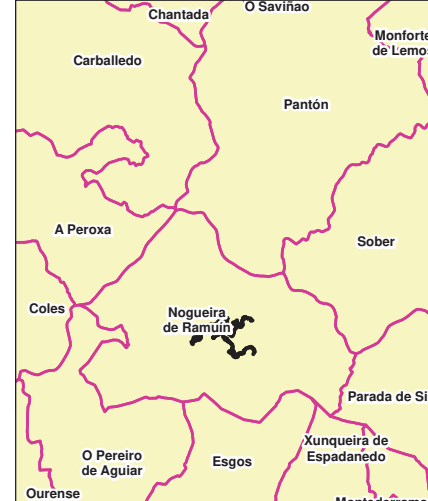 Chantada
O Saviñao
Monforte
de Lemos
Carballedo
Pantón
A Peroxa
Sober
Coles
Nogueira
de Ramuín
Parada de Si
Xunqueira de
Espadanedo
O Pereiro
de Aguiar
Esgos
Ourense
Montederramo